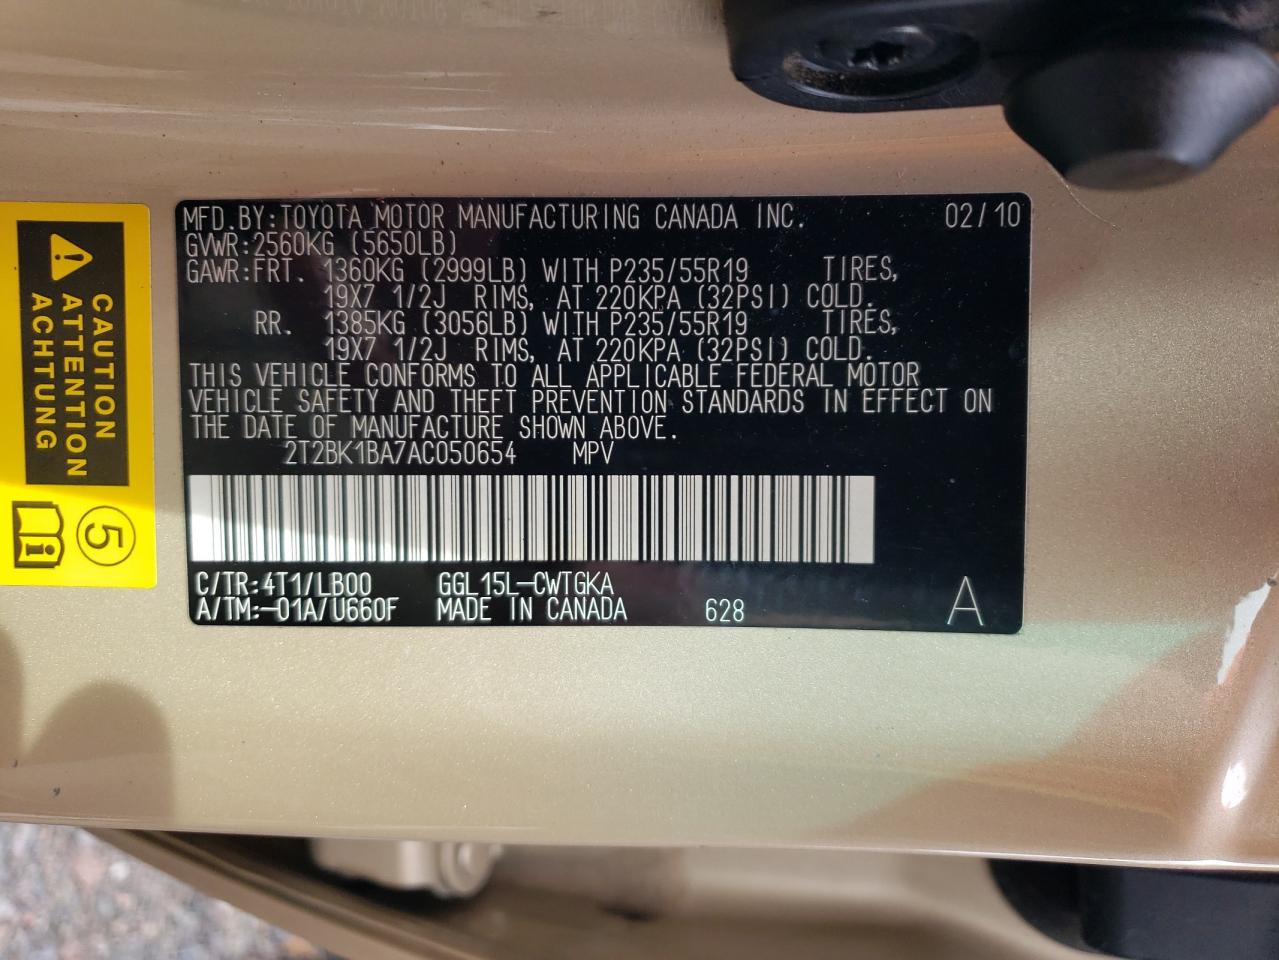 MFD.BY:TOYOTA MOTOR MANUFACTURING CANADA INC. 02/10
GVWR:2560KG (5650LB)
GAWR:FRT. 1360KG (2999LB) WITH P235/55R19 TIRES,
19X7 1/2J RIMS, AT 220KPA (32PSI) COLD.
RR. 1385KG (3056LB) WITH P235/55R19 TIRES,
19X7 1/2J RIMS, AT 220KPA (32PSI) COLD.
THIS VEHICLE CONFORMS TO ALL APPLICABLE FEDERAL MOTOR
VEHICLE SAFETY AND THEFT PREVENTION STANDARDS IN EFFECT ON
THE DATE OF MANUFACTURE SHOWN ABOVE.
2T2BK1BA7AC050654 MPV
C/TR:4T1/LB00 GGL15L-CWTGKA
A/TM:-01A/U660F MADE IN CANADA 628 A
CAUTION
ATTENTION
ACHTUNG
5